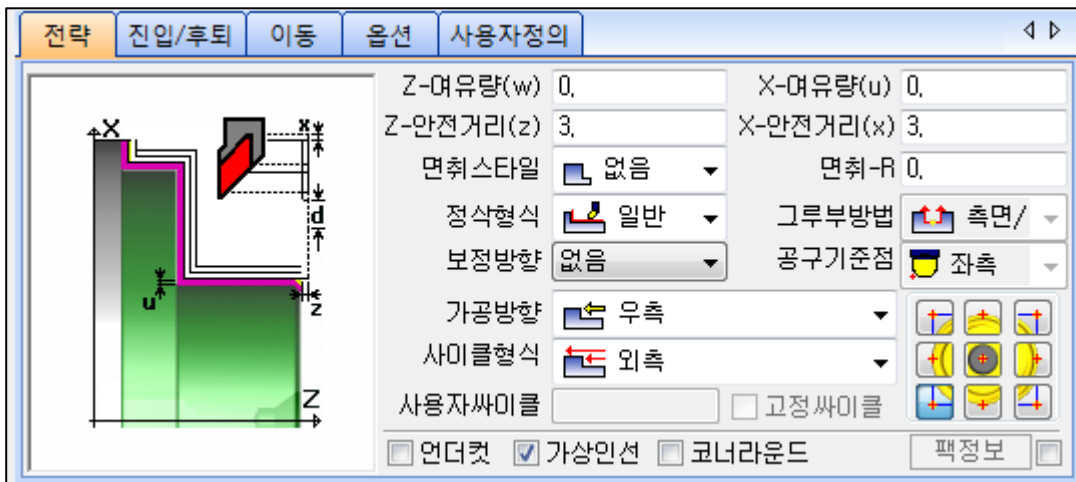 전략 진입/후퇴 이동 옵션 사용자정의
Z-여유량(w) 0, X-여유량(u) 0,
Z-안전거리(z) 3, X-안전거리(x) 3,
면취스타일 없음 면취-R 0,
정삭형식 일반 그루부방법 측면/
보정방향 없음 공구기준점 좌측
가공방향 우측
사이클형식 외측
사용자싸이클 고정싸이클
언더컷 가상인선 코너라운드 팩정보
X x
d
u z
Z